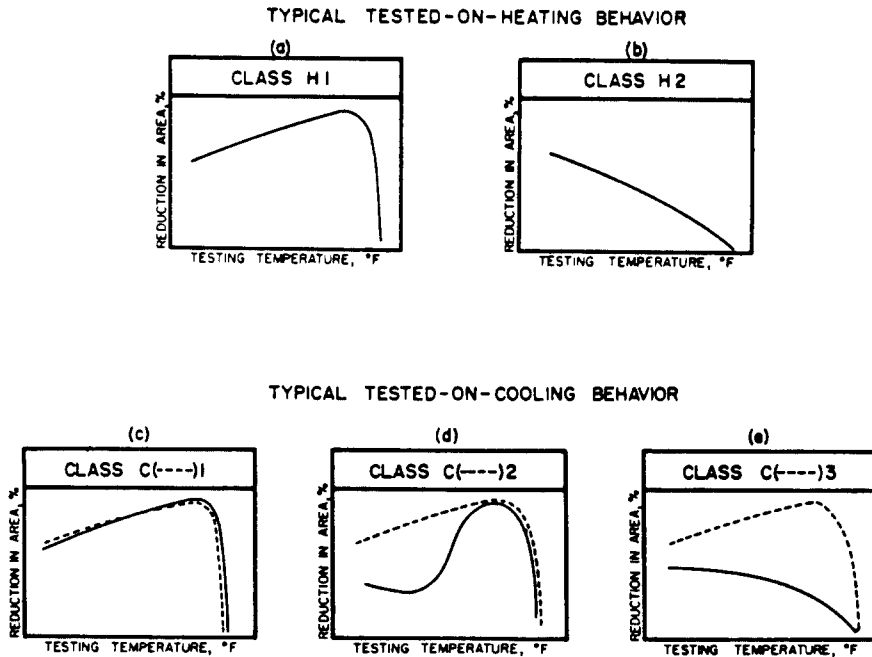 TYPICAL TESTED-ON-HEATING BEHAVIOR
(a)
CLASS H1
REDUCTION IN AREA, %
TESTING TEMPERATURE, °F
(b)
CLASS H2
REDUCTION IN AREA, %
TESTING TEMPERATURE, °F
TYPICAL TESTED-ON-COOLING BEHAVIOR
(c)
CLASS C(----)1
REDUCTION IN AREA, %
TESTING TEMPERATURE, °F
(d)
CLASS C(----)2
REDUCTION IN AREA, %
TESTING TEMPERATURE, °F
(e)
CLASS C(----)3
REDUCTION IN AREA, %
TESTING TEMPERATURE, °F